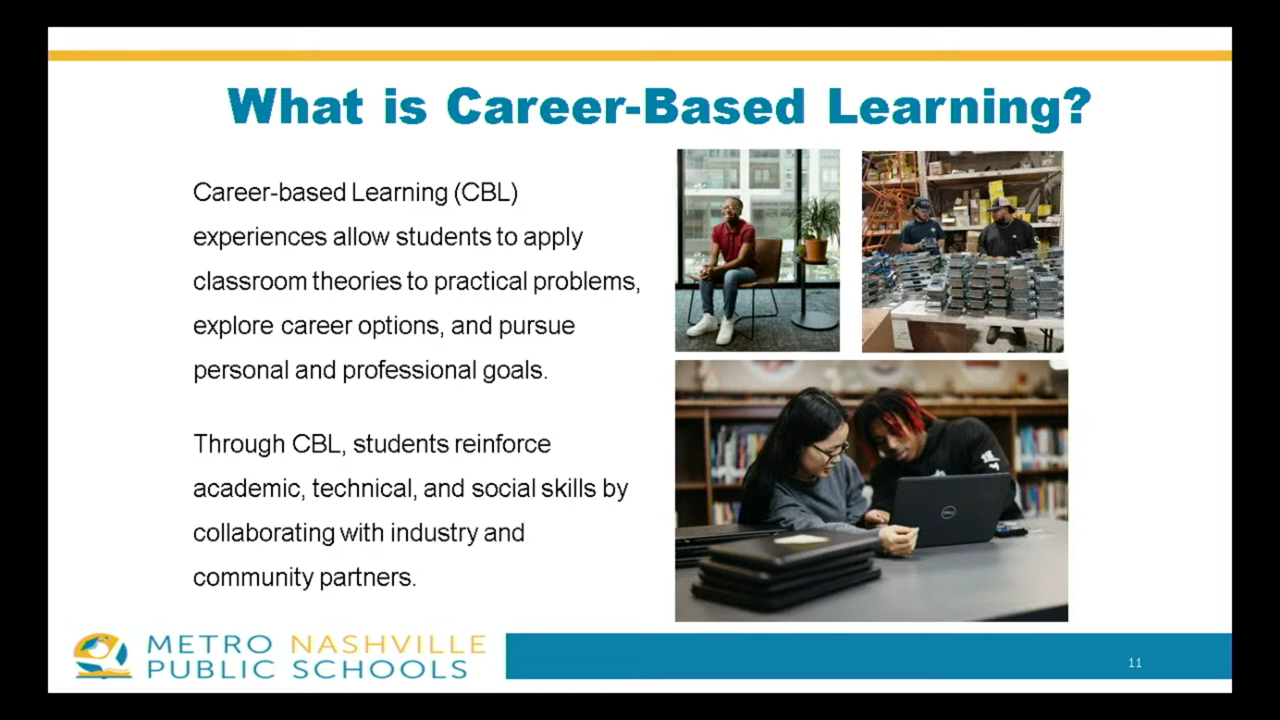 What is Career-Based Learning?
Career-based Learning (CBL)
experiences allow students to apply
classroom theories to practical problems,
explore career options, and pursue
personal and professional goals.
Through CBL, students reinforce
academic, technical, and social skills by
collaborating with industry and
community partners.
DELL
METRO NASHVILLE
PUBLIC SCHOOLS
11